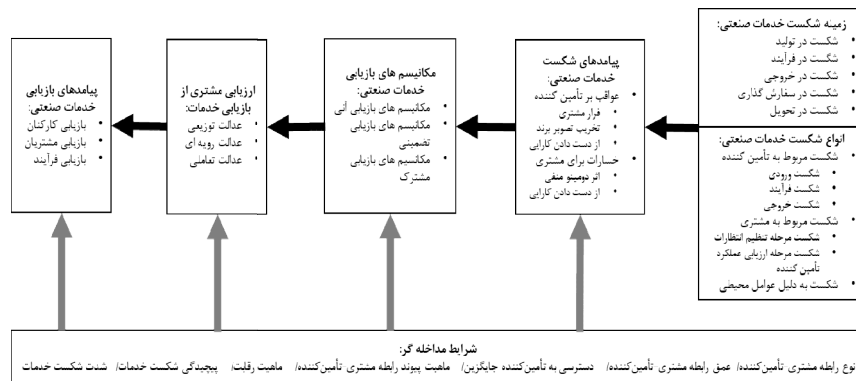 زمینه شکست خدمات صنعتی:
• شکست در تولید
• شکست در فرآیند
• شکست در خروجی
• شکست در سفارش گذاری
• شکست در تحویل
انواع شکست خدمات صنعتی:
• شکست مربوط به تأمین کننده
• شکست ورودی
• شکست فرآیند
• شکست خروجی
• شکست مربوط به مشتری
• شکست مرحله تنظیم انتظارات
• شکست مرحله ارزیابی عملکرد
تأمین کننده
• شکست به دلیل عوامل محیطی
پیامدهای شکست
خدمات صنعتی:
• عواقب بر تأمین کننده
• فرار مشتری
• تخریب تصویر برند
• از دست دادن کارایی
• خسارات برای مشتری
• اثر دومینو منفی
• از دست دادن کارایی
مکانیسم های بازیابی
خدمات صنعتی:
• مکانیسم های بازیابی آنی
• مکانیسم های بازیابی
تضمینی
• مکانسیم های بازیابی
مشترک
ارزیابی مشتری از
بازیابی خدمات:
• عدالت توزیعی
• عدالت رویه ای
• عدالت تعاملی
پیامدهای بازیابی
خدمات صنعتی:
• بازیابی کارکنان
• بازیابی مشتریان
• بازیابی فرآیند
شرایط مداخله گر:
نوع رابطه مشتری تأمین‌کننده/ عمق رابطه مشتری تأمین‌کننده/ دسترسی به تأمین‌کننده جایگزین/ ماهیت پیوند رابطه مشتری تأمین‌کننده/ ماهیت رقابت/ پیچیدگی شکست خدمات/ شدت شکست خدمات